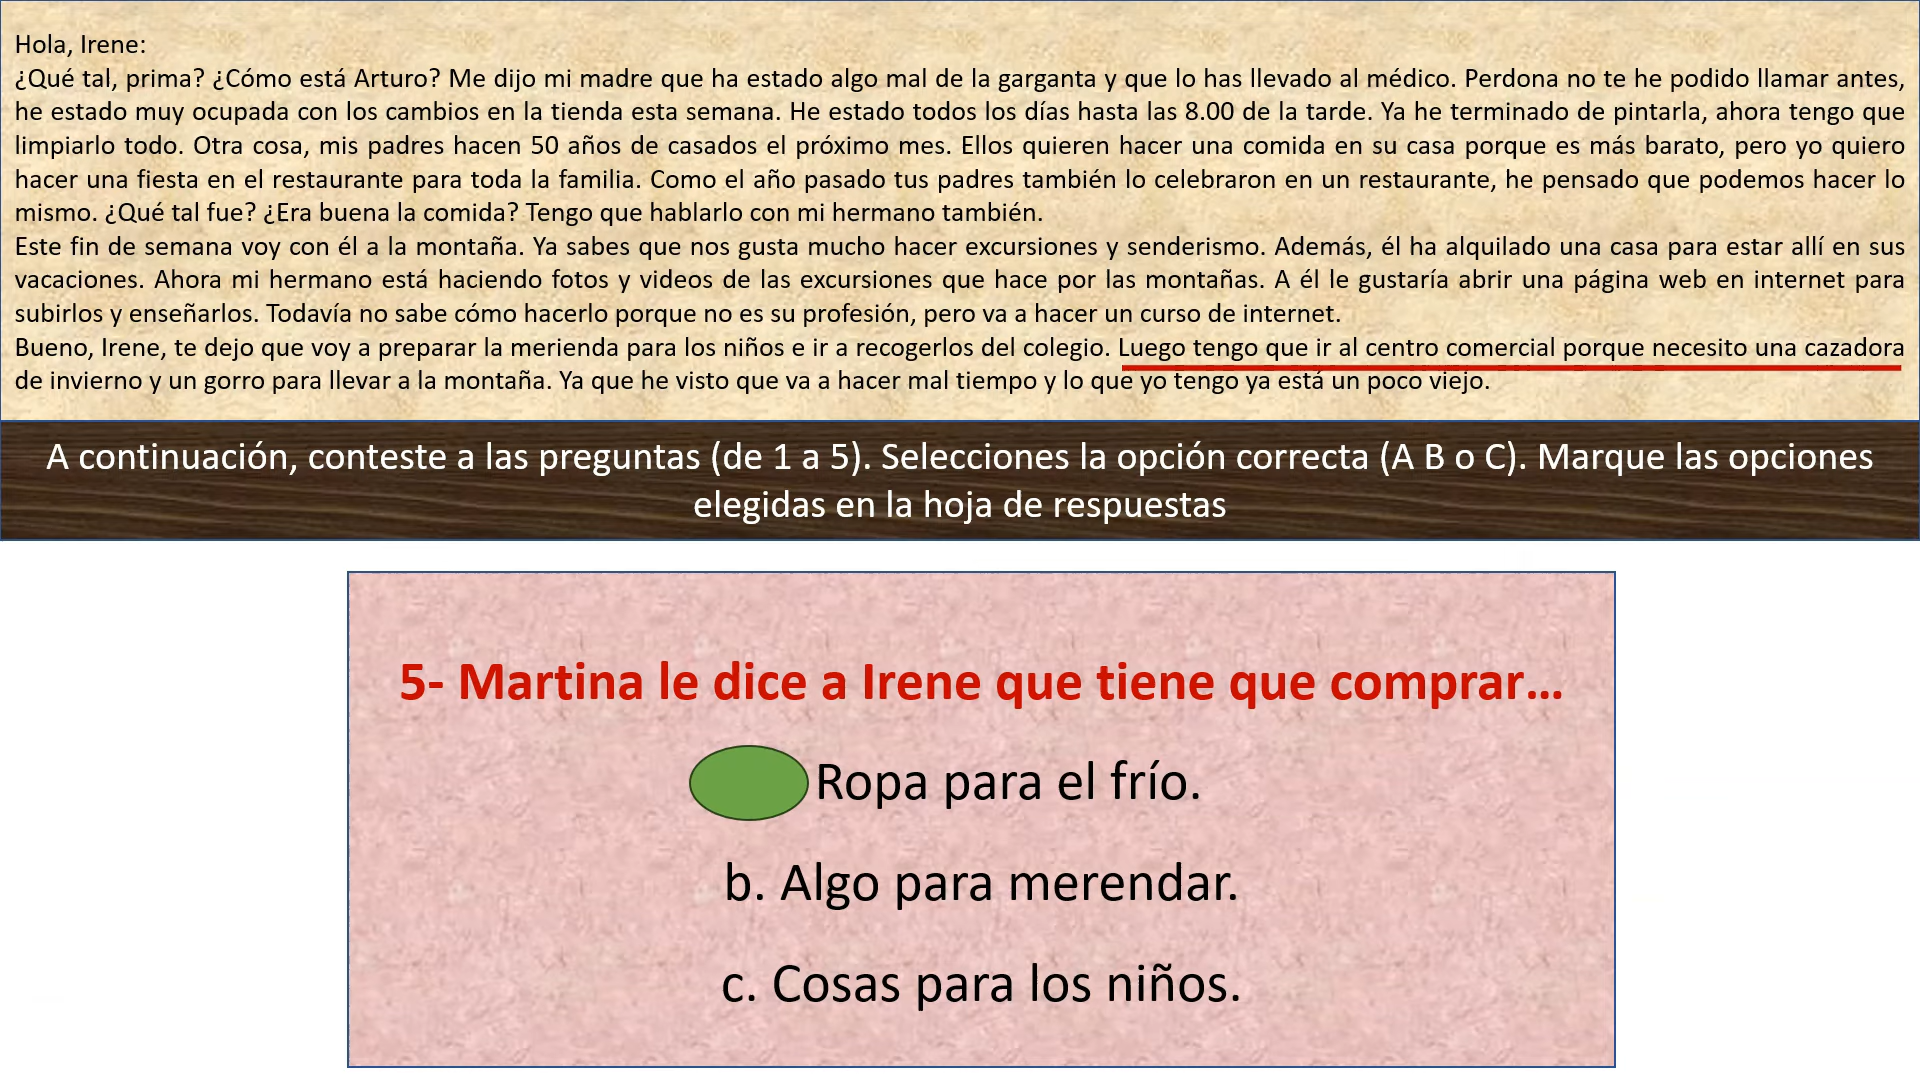 Hola, Irene:
¿Qué tal, prima? ¿Cómo está Arturo? Me dijo mi madre que ha estado algo mal de la garganta y que lo has llevado al médico. Perdona no te he podido llamar antes,
he estado muy ocupada con los cambios en la tienda esta semana. He estado todos los días hasta las 8.00 de la tarde. Ya he terminado de pintarla, ahora tengo que
limpiarlo todo. Otra cosa, mis padres hacen 50 años de casados el próximo mes. Ellos quieren hacer una comida en su casa porque es más barato, pero yo quiero
hacer una fiesta en el restaurante para toda la familia. Como el año pasado tus padres también lo celebraron en un restaurante, he pensado que podemos hacer lo
mismo. ¿Qué tal fue? ¿Era buena la comida? Tengo que hablarlo con mi hermano también.
Este fin de semana voy con él a la montaña. Ya sabes que nos gusta mucho hacer excursiones y senderismo. Además, él ha alquilado una casa para estar allí en sus
vacaciones. Ahora mi hermano está haciendo fotos y videos de las excursiones que hace por las montañas. A él le gustaría abrir una página web en internet para
subirlos y enseñarlos. Todavía no sabe cómo hacerlo porque no es su profesión, pero va a hacer un curso de internet.
Bueno, Irene, te dejo que voy a preparar la merienda para los niños e ir a recogerlos del colegio. Luego tengo que ir al centro comercial porque necesito una cazadora
de invierno y un gorro para llevar a la montaña. Ya que he visto que va a hacer mal tiempo y lo que yo tengo ya está un poco viejo.
A continuación, conteste a las preguntas (de 1 a 5). Selecciones la opción correcta (A B o C). Marque las opciones
elegidas en la hoja de respuestas
5- Martina le dice a Irene que tiene que comprar...
Ropa para el frío.
b. Algo para merendar.
c. Cosas para los niños.